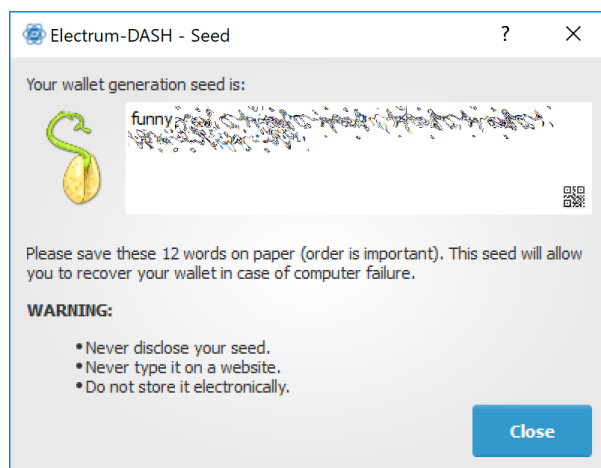 Electrum-DASH - Seed
?
Your wallet generation seed is:
funny
Please save these 12 words on paper (order is important). This seed will allow
you to recover your wallet in case of computer failure.
WARNING:
•Never disclose your seed.
•Never type it on a website.
•Do not store it electronically.
Close